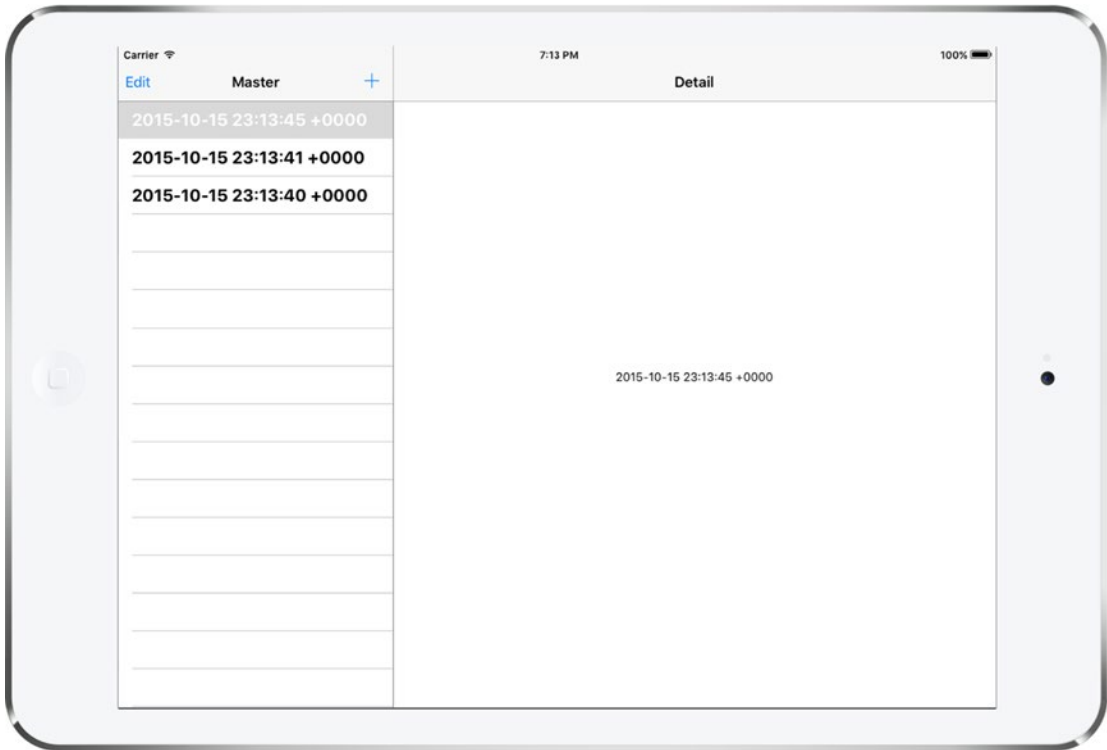 Carrier 7:13 PM 100%
Edit Master + Detail
2015-10-15 23:13:45 +0000
2015-10-15 23:13:41 +0000
2015-10-15 23:13:40 +0000
2015-10-15 23:13:45 +0000